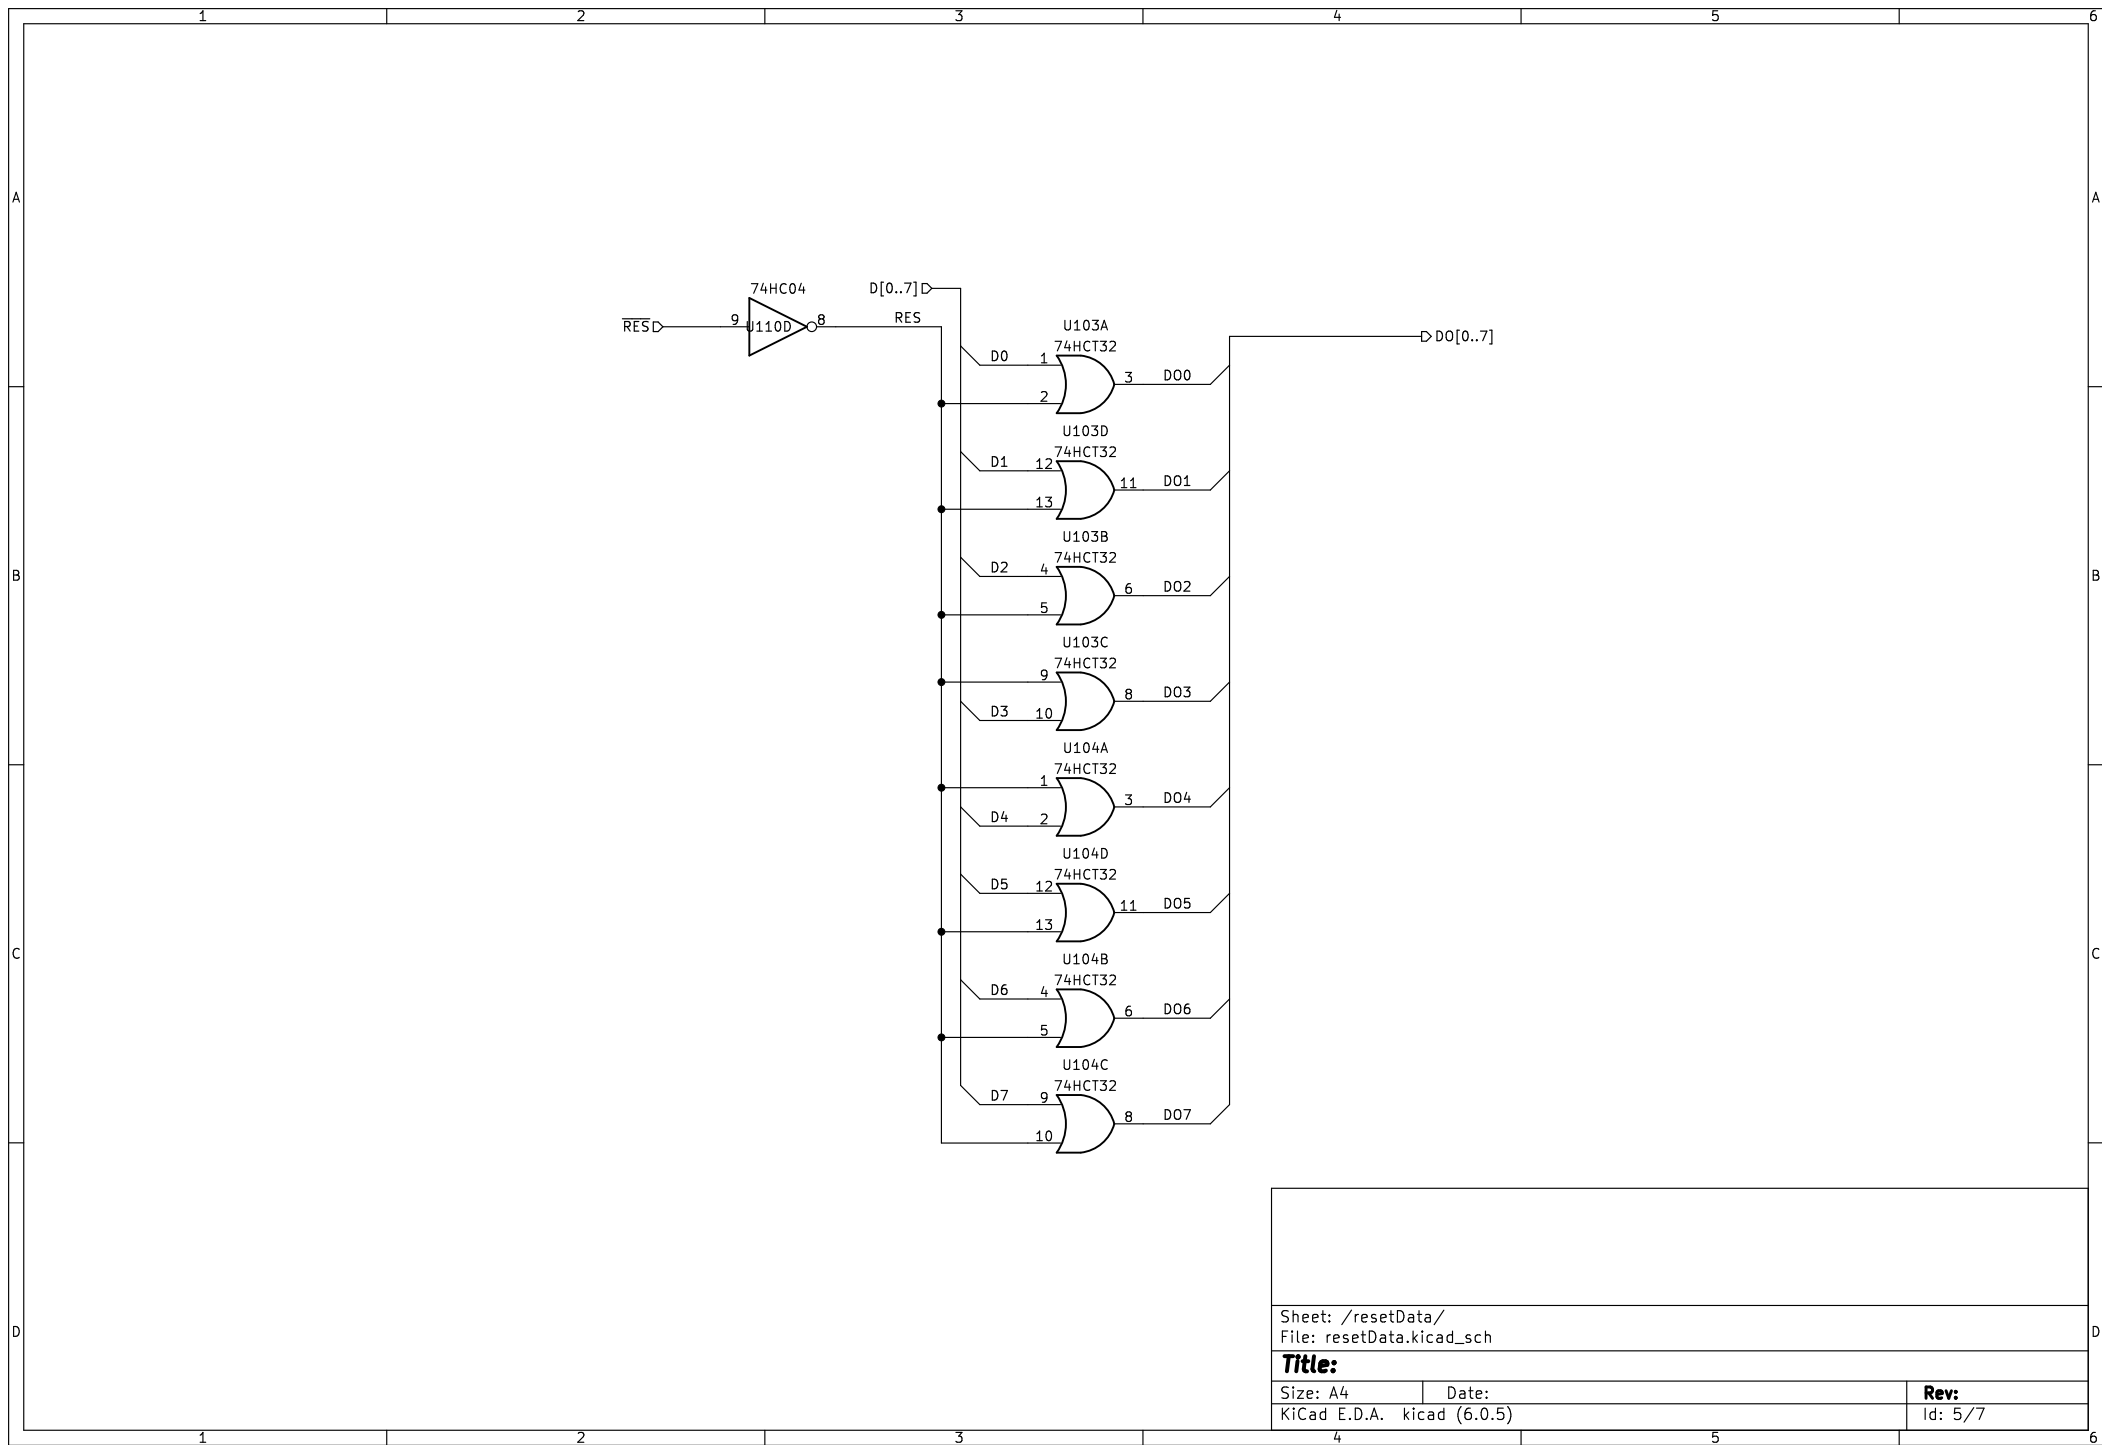 1 2 3 4 5 6
A A
74HC04
D[0..7]
RES
9 U110D 8
RES
U103A
74HCT32
DO[0..7]
D0 1
3 DO0
2
U103D
74HCT32
D1 12
11 DO1
13
U103B
74HCT32
D2 4
B B
6 DO2
5
U103C
74HCT32
9
8 DO3
D3 10
U104A
74HCT32
1
3 DO4
D4 2
U104D
74HCT32
D5 12
11 DO5
13
C C
U104B
74HCT32
D6 4
6 DO6
5
U104C
74HCT32
D7 9
8 DO7
10
Sheet: /resetData/
D D
File: resetData.kicad_sch
Title:
Size: A4 Date: Rev:
KiCad E.D.A. kicad (6.0.5) Id: 5/7
1 2 3 4 5 6